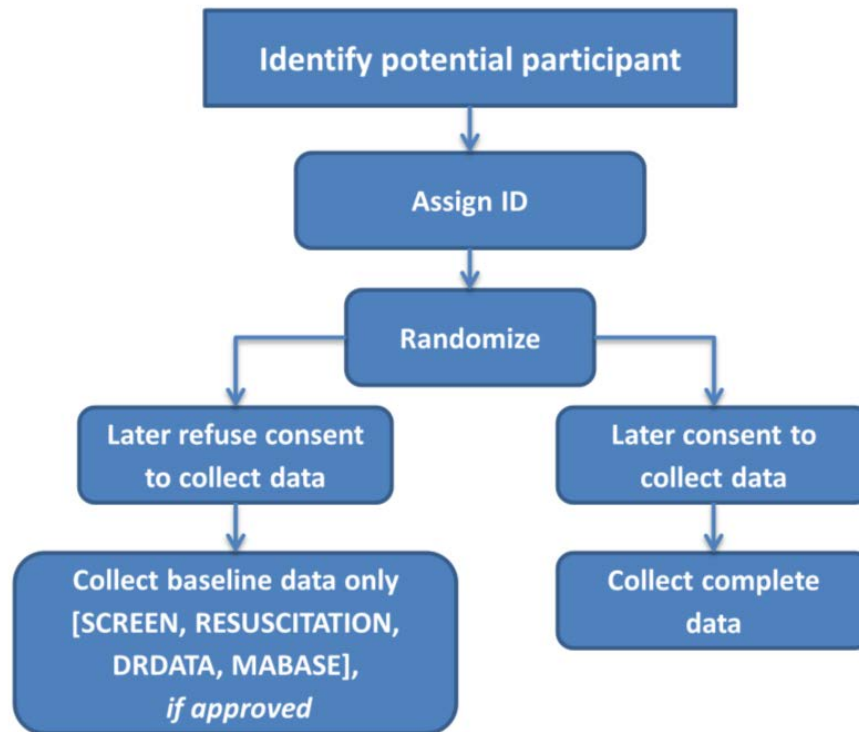 Identify potential participant
Assign ID
Randomize
Later refuse consent
to collect data
Later consent to
collect data
Collect baseline data only
[SCREEN, RESUSCITATION,
DRDATA, MABASE],
if approved
Collect complete
data